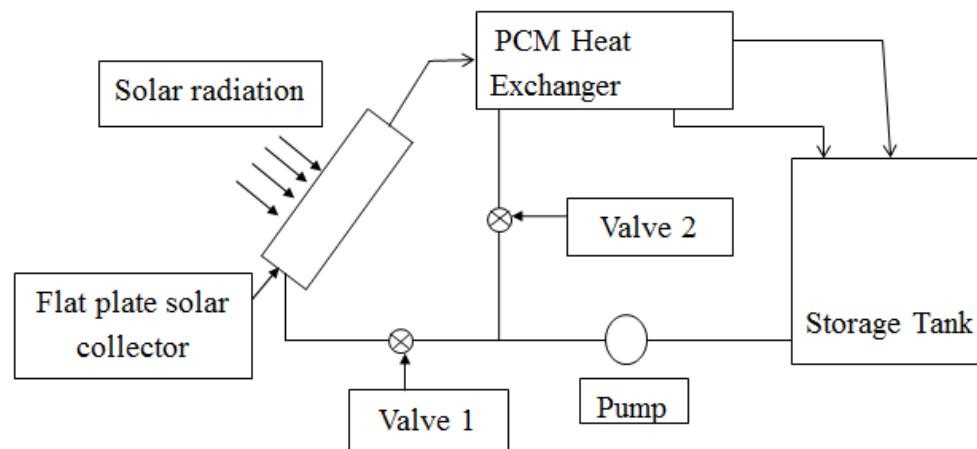 PCM Heat
Exchanger
Solar radiation
Valve 2
Flat plate solar
collector
Storage Tank
Valve 1
Pump